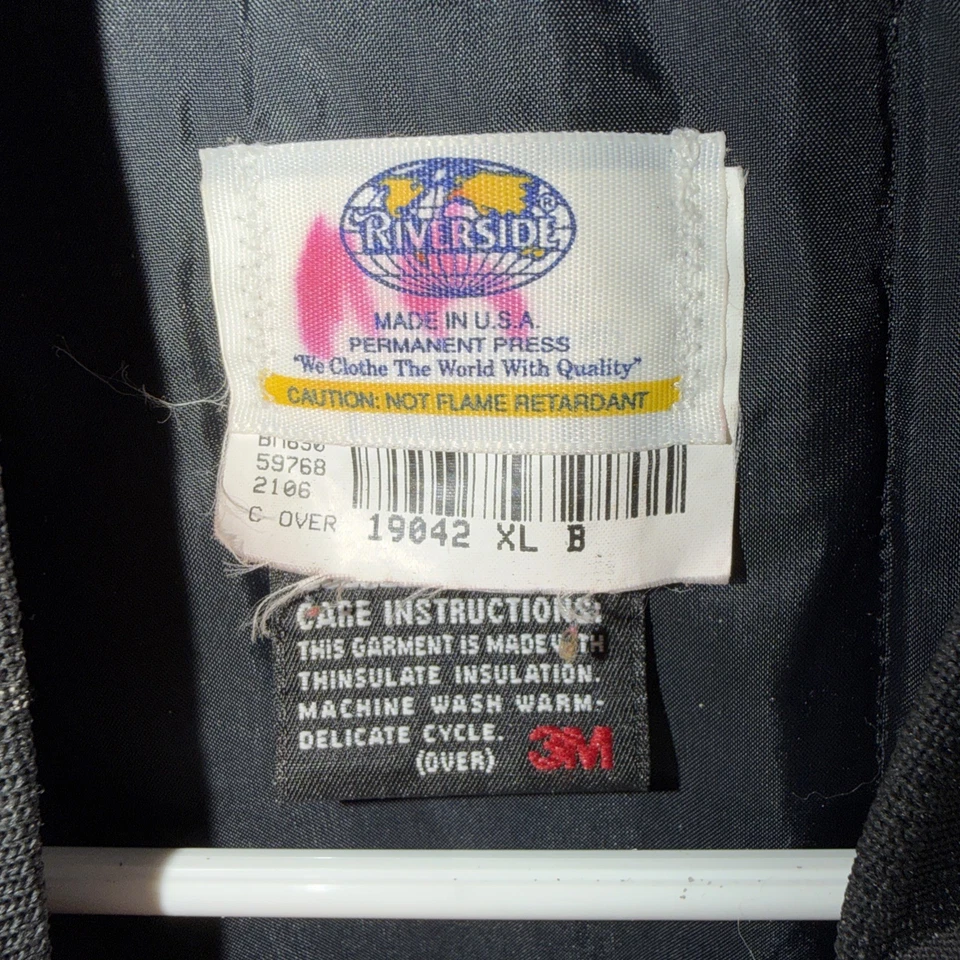 RIVERSIDE®
MADE IN U.S.A.
PERMANENT PRESS
"We Clothe The World With Quality"
CAUTION: NOT FLAME RETARDANT
59768
2106
C OVER
19042 XL B
CARE INSTRUCTIONS:
THIS GARMENT IS MADE WITH
THINSULATE INSULATION.
MACHINE WASH WARM-
DELICATE CYCLE.
(OVER)
3M